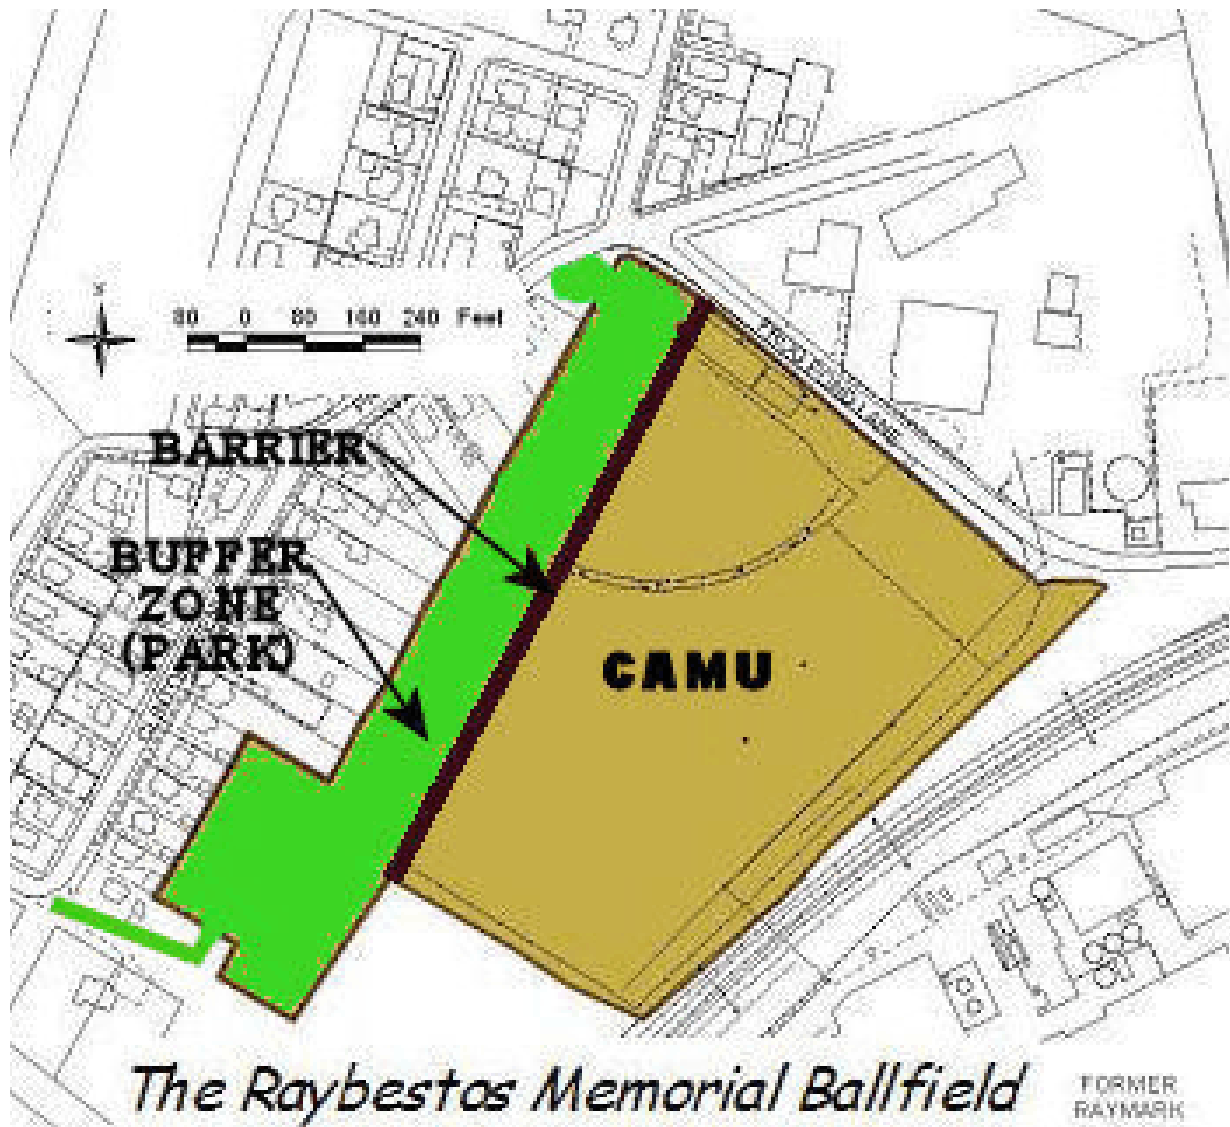 80 0 80 160 240 Feet
BARRIER
BUFFER
ZONE
(PARK)
CAMU
The Raybestos Memorial Ballfield
FORMER
RAYMARK